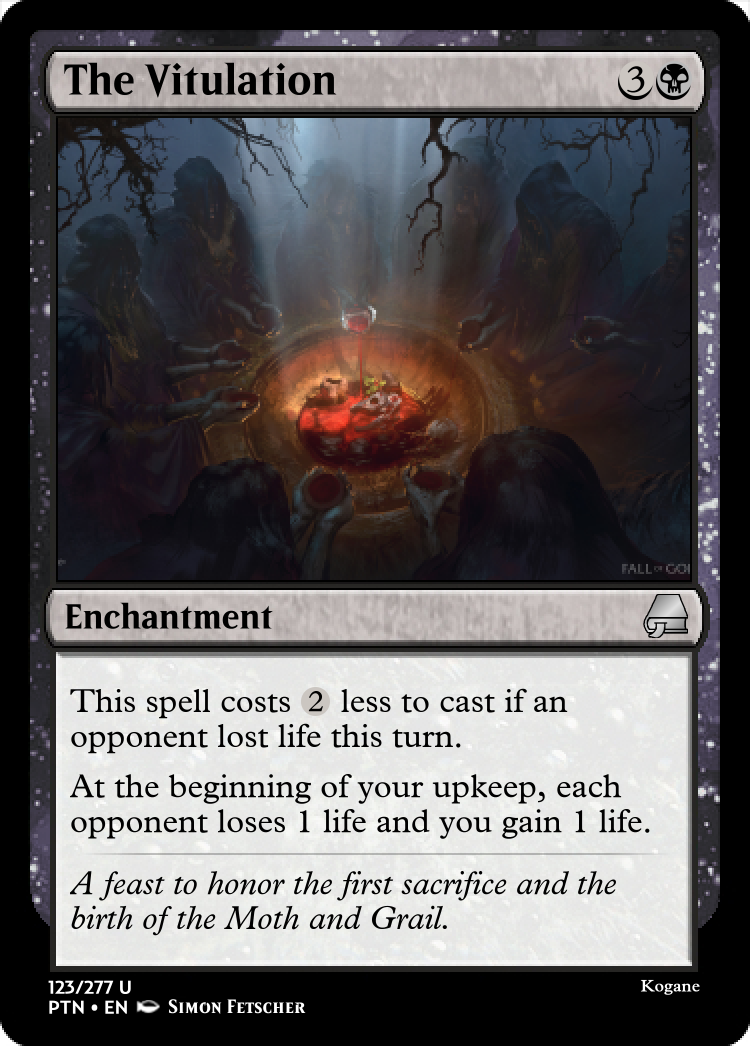 The Vitulation 3
FALL OF GOD
Enchantment
This spell costs 2 less to cast if an
opponent lost life this turn.
At the beginning of your upkeep, each
opponent loses 1 life and you gain 1 life.
A feast to honor the first sacrifice and the
birth of the Moth and Grail.
123/277 U
Kogane
PTN • EN SIMON FETSCHER